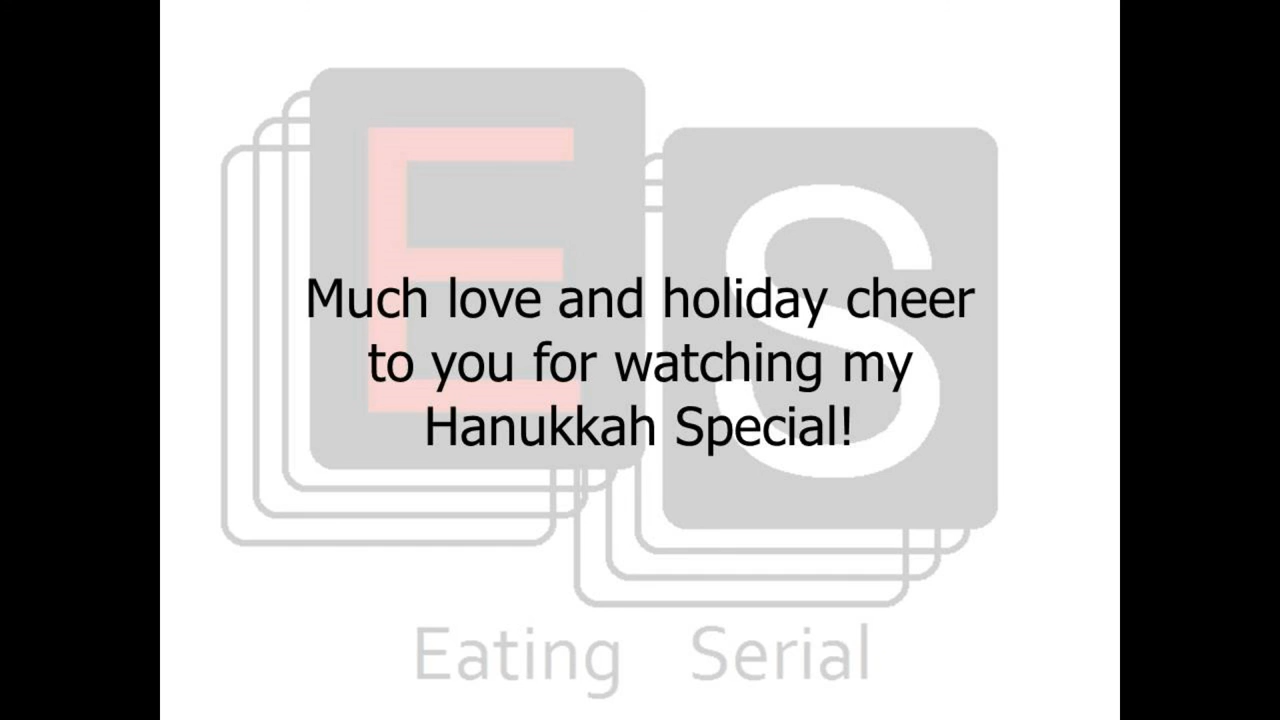 E
S
Much love and holiday cheer
to you for watching my
Hanukkah Special!
Eating Serial